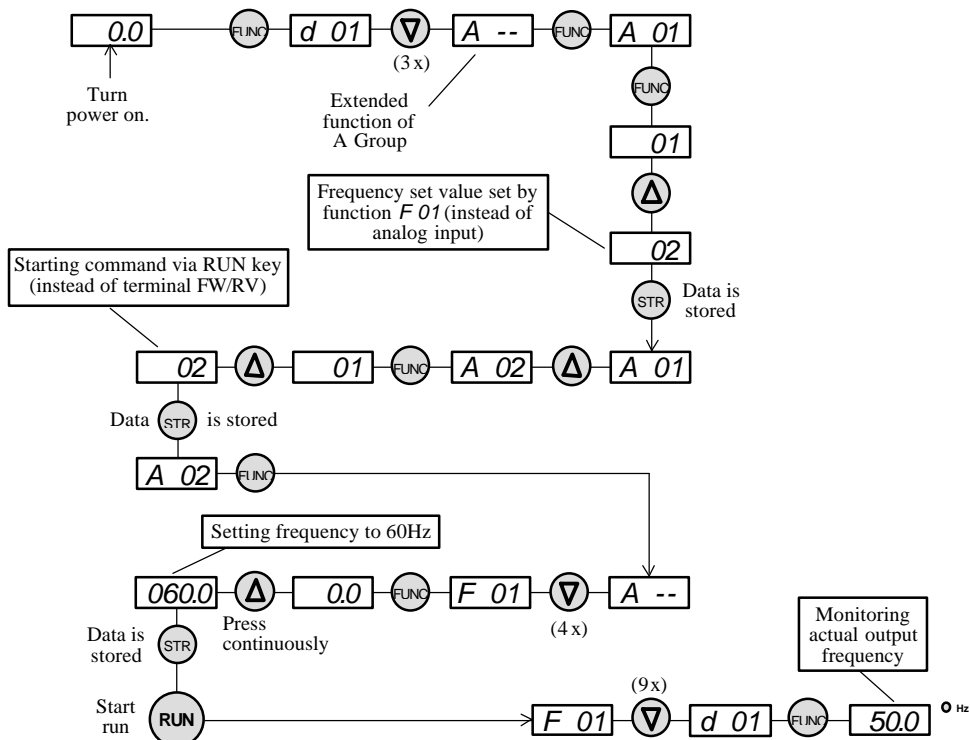 0.0 FUNC d 01 A -- FUNC A 01
(3x)
Turn
power on.
Extended
function of
A Group
FUNC
01
Frequency set value set by
function F 01 (instead of
analog input)
02
Starting command via RUN key
(instead of terminal FW/RV)
STR
Data is
stored
02 01 FUNC A 02 A 01
Data STR is stored
A 02 FUNC
Setting frequency to 60Hz
060.0 0.0 FUNC F 01 A --
Press
continuously
(4x)
Data is
stored
STR
Monitoring
actual output
frequency
Start
run
RUN
(9x)
F 01 d 01 FUNC 50.0 Hz